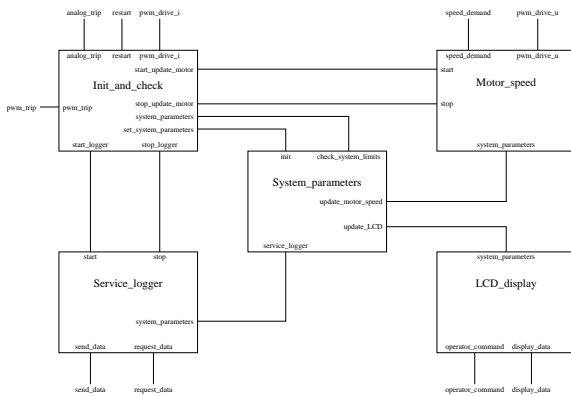 analog_trip restart pwm_drive_i speed_demand pwm_drive_u
analog_trip restart pwm_drive_i speed_demand pwm_drive_u
start_update_motor start
Init_and_check Motor_speed
pwm_trip pwm_trip stop_update_motor stop
system_parameters
set_system_parameters
start_logger stop_logger system_parameters
init check_system_limits
System_parameters
update_motor_speed
update_LCD
service_logger
start stop system_parameters
Service_logger LCD_display
system_parameters
send_data request_data operator_command display_data
send_data request_data operator_command display_data